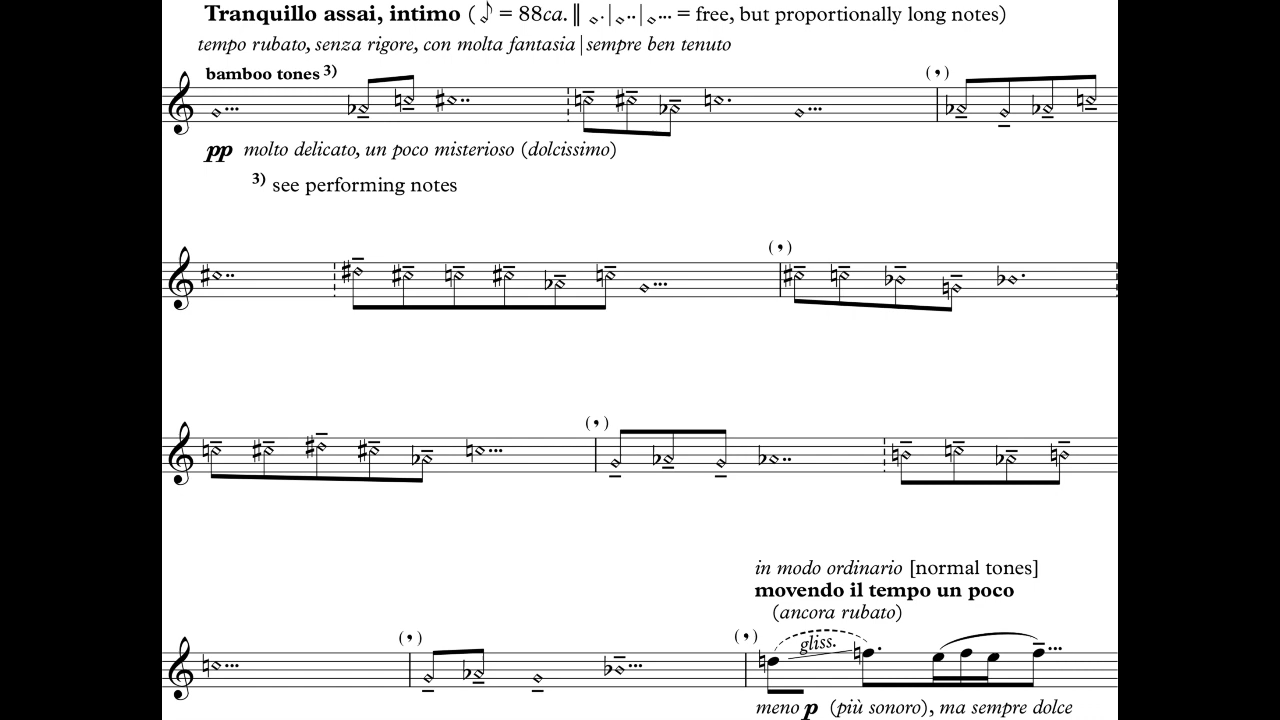 Tranquillo assai, intimo ( = 88ca. = free, but proportionally long notes)
tempo rubato, senza rigore, con molta fantasia | sempre ben tenuto
bamboo tones 3)
(,)
pp molto delicato, un poco misterioso (dolcissimo)
3) see performing notes
(,)
(,)
in modo ordinario [normal tones]
movendo il tempo un poco
(ancora rubato)
(,) (,)
gliss.
meno p (più sonoro), ma sempre dolce